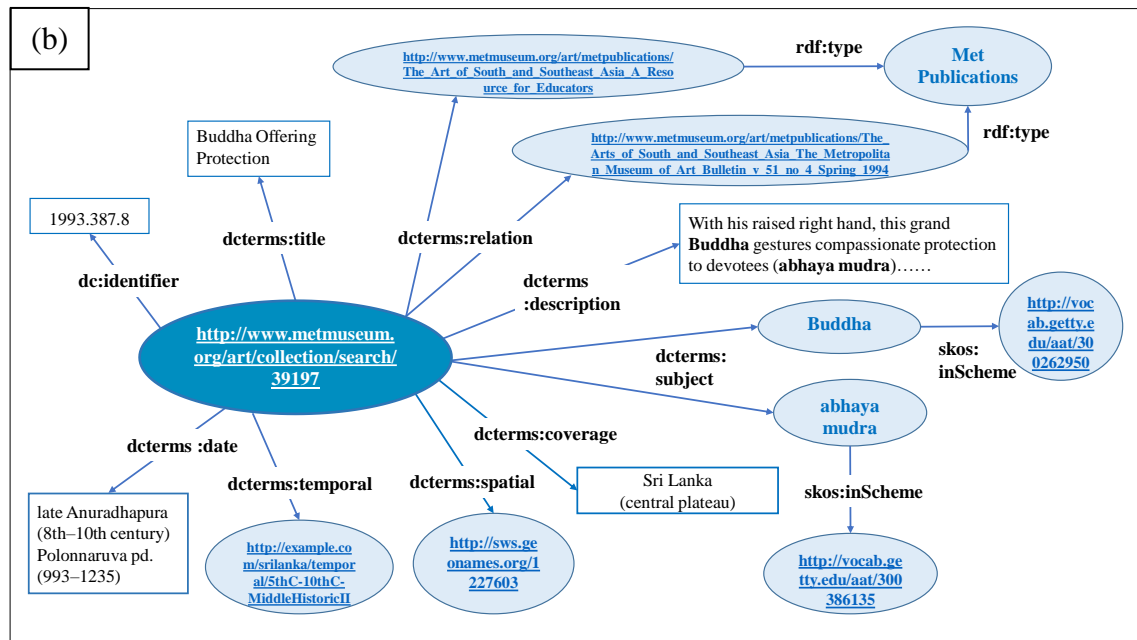 (b)
http://www.metmuseum.org/art/metpublications/
The_Art_of_South_and_Southeast_Asia_A_Reso
urce_for_Educators
rdf:type
Met
Publications
http://www.metmuseum.org/art/metpublications/The_
Arts_of_South_and_Southeast_Asia_The_Metropolita
n_Museum_of_Art_Bulletin_v_51_no_4_Spring_1994
rdf:type
Buddha Offering
Protection
1993.387.8
dc:identifier
dcterms:title
dcterms:relation
With his raised right hand, this grand
Buddha gestures compassionate protection
to devotees (abhaya mudra)……
dcterms
:description
http://www.metmuseum.
org/art/collection/search/
39197
Buddha
skos:
inScheme
http://voc
ab.getty.e
du/aat/30
0262950
dcterms:
subject
abhaya
mudra
skos:inScheme
http://vocab.ge
tty.edu/aat/300
386135
dcterms:coverage
Sri Lanka
(central plateau)
dcterms:spatial
http://sws.ge
onames.org/1
227603
dcterms:temporal
http://example.co
m/srilanka/tempor
al/5thC-10thC-
MiddleHistoricII
dcterms :date
late Anuradhapura
(8th–10th century)
Polonnaruva pd.
(993–1235)